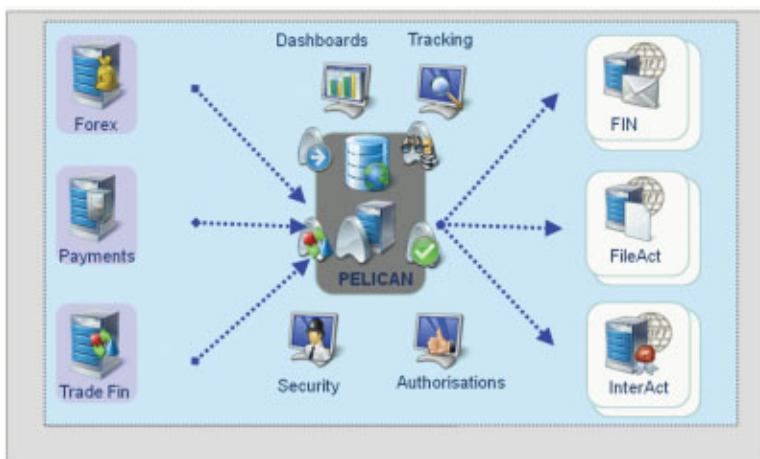 Dashboards
Tracking
Forex
FIN
Payments
PELICAN
FileAct
Trade Fin
Security
Authorisations
InterAct